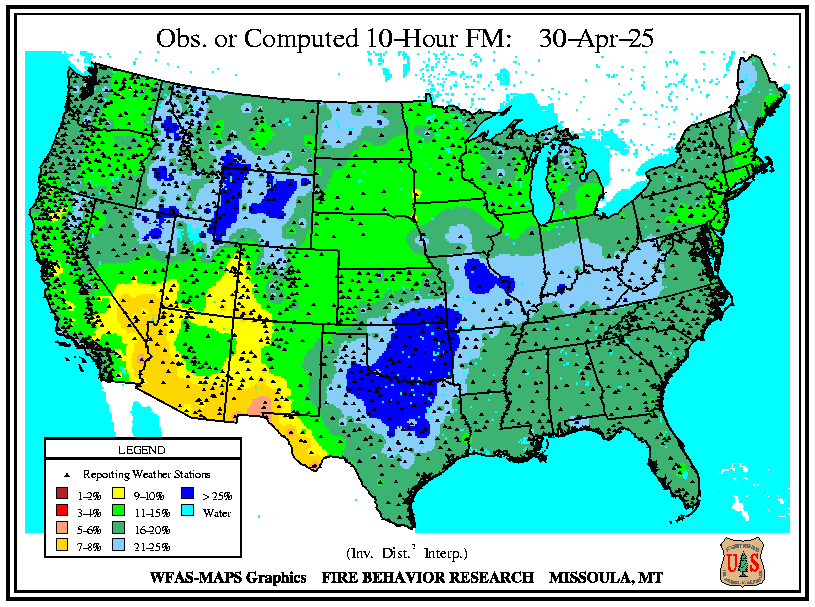 Obs. or Computed 10-Hour FM: 30-Apr-25
LEGEND
Reporting Weather Stations
1-2% 9-10% > 25%
3-4% 11-15% Water
5-6% 16-20%
7-8% 21-25%
(Inv. Dist.² Interp.)
WFAS-MAPS Graphics FIRE BEHAVIOR RESEARCH MISSOULA, MT
U S